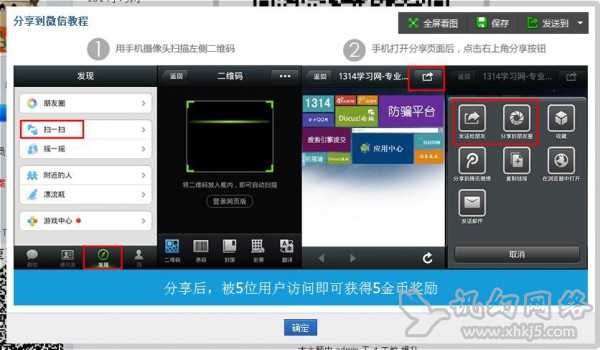 分享到微信教程
全屏看图
保存
发送到
1 用手机摄像头扫描左侧二维码
2 手机打开分享页面后，点击右上角分享按钮
发现
朋友圈
扫一扫
摇一摇
附近的人
漂流瓶
游戏中心
发现
返回
二维码
将二维码放入框内，即可自动扫描
登录网页版
二维码
条码
封面
街景
翻译
返回
1314学习网-专业...
1314
Discuz!
防骗平台
搜索引擎提交
应用中心
返回
1314学习网-专业...
发送给朋友
分享到朋友圈
收藏
分享到腾讯微博
复制链接
在浏览器中打开
发送邮件
取消
分享后，被5位用户访问即可获得5金币奖励
确定
讯幻网络
www.xhkj5.com